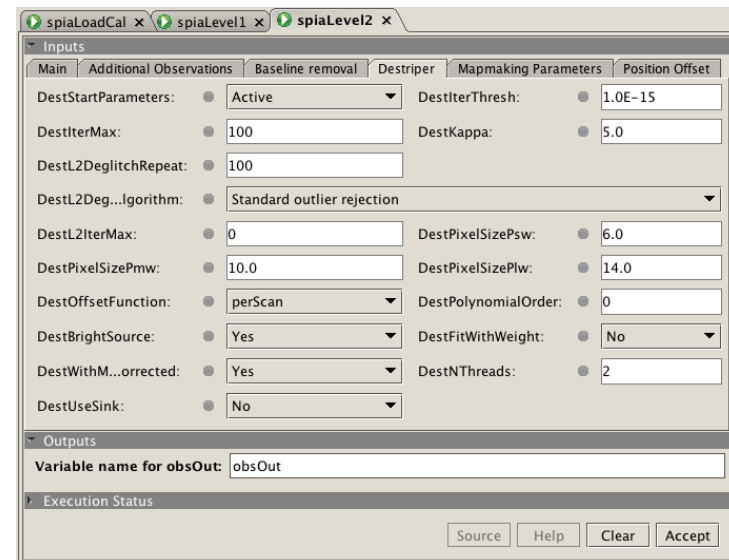 spiaLoadCal × spiaLevel1 × spiaLevel2 ×
Inputs
Main Additional Observations Baseline removal Destriper Mapmaking Parameters Position Offset
DestStartParameters: Active DestIterThresh: 1.0E-15
DestIterMax: 100 DestKappa: 5.0
DestL2DeglitchRepeat: 100
DestL2Deg...lgorithm: Standard outlier rejection
DestL2IterMax: 0 DestPixelSizePsw: 6.0
DestPixelSizePmw: 10.0 DestPixelSizePlw: 14.0
DestOffsetFunction: perScan DestPolynomialOrder: 0
DestBrightSource: Yes DestFitWithWeight: No
DestWithM...orrected: Yes DestNThreads: 2
DestUseSink: No
Outputs
Variable name for obsOut: obsOut
Execution Status
Source Help Clear Accept